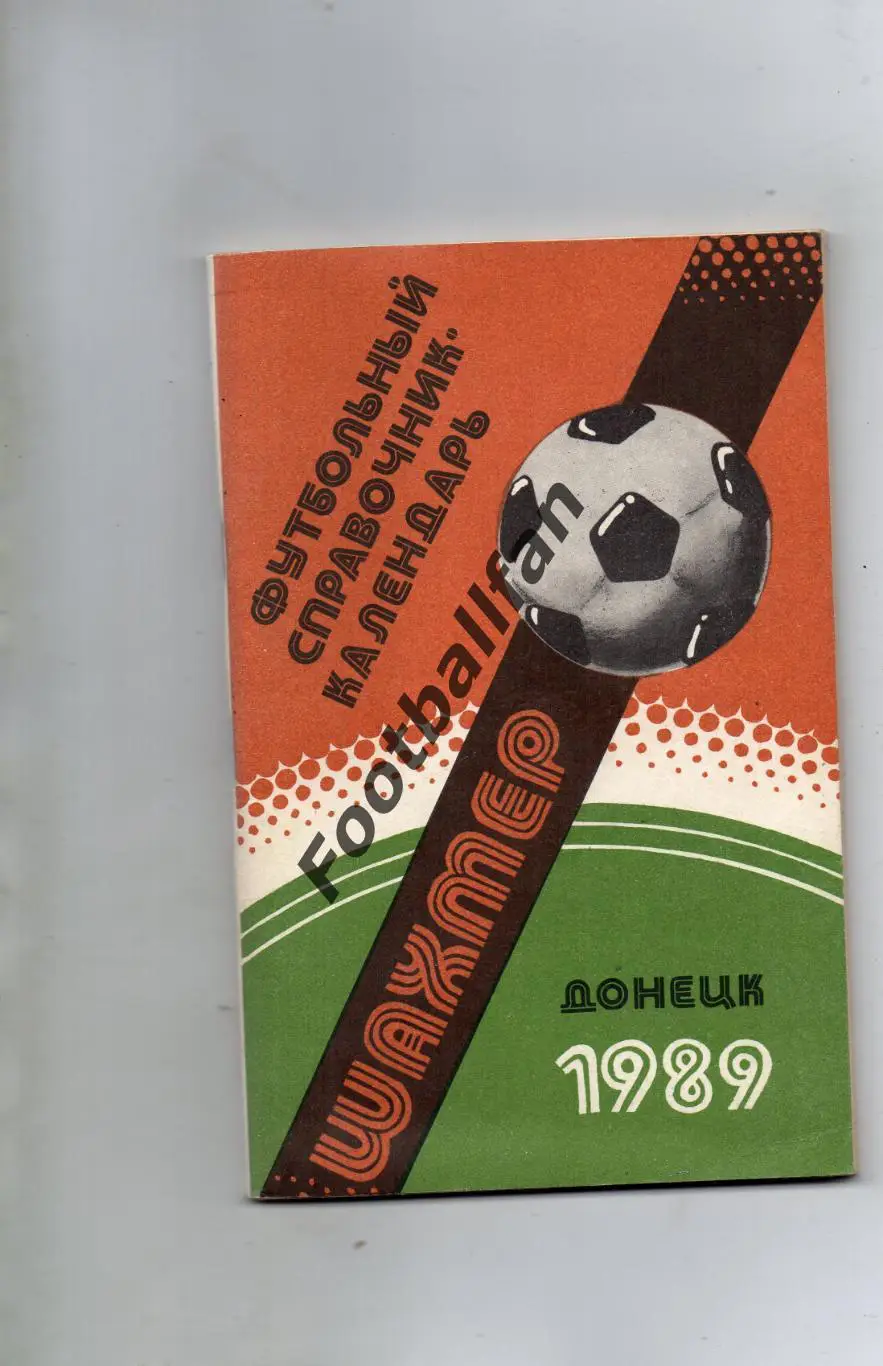 ФУТБОЛЬНЫЙ
СПРАВОЧНИК·
КАЛЕНДАРЬ
Footballfan
ШАХТЕР
ДОНЕЦК
1989